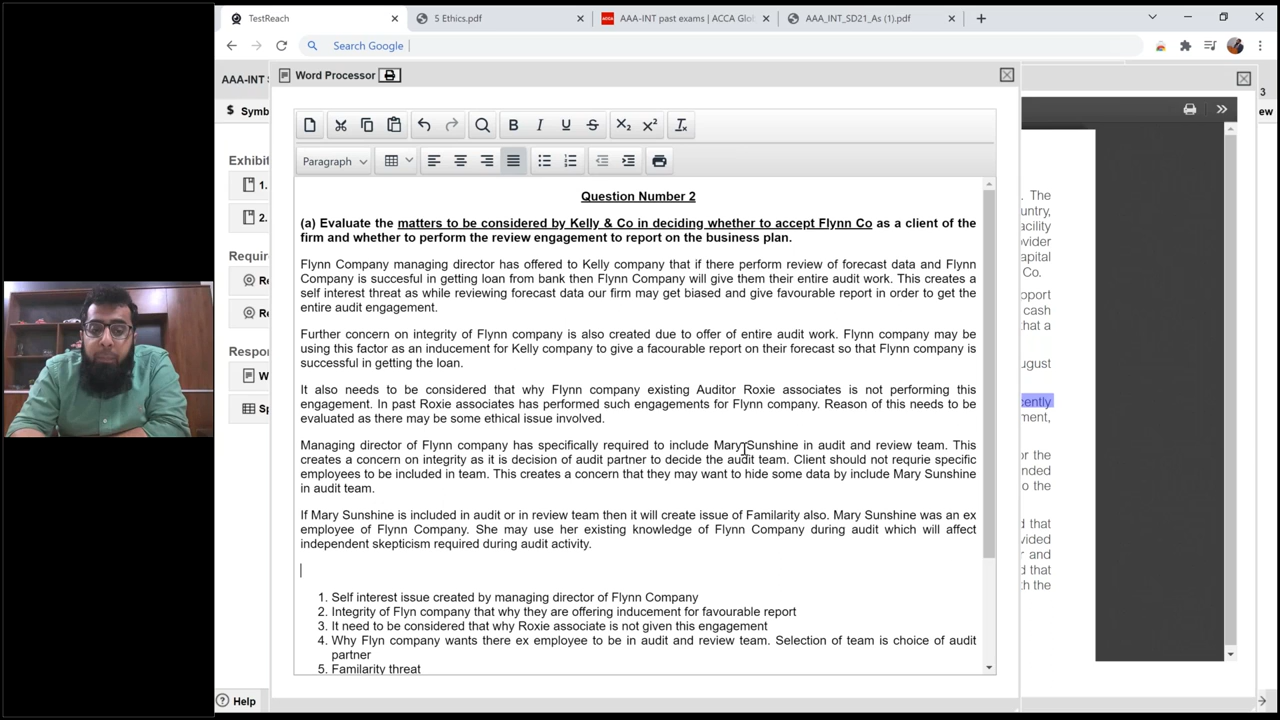 TestReach
5 Ethics.pdf
AAA-INT past exams | ACCA Glo
AAA_INT_SD21_As (1).pdf
Search Google
AAA-INT
3
Word Processor
$ Symb
ew
Exhibi
1.
2.
Requir
Re
Re
Respo
W
Sp
Help
Paragraph
Question Number 2
(a) Evaluate the matters to be considered by Kelly & Co in deciding whether to accept Flynn Co as a client of the
firm and whether to perform the review engagement to report on the business plan.
Flynn Company managing director has offered to Kelly company that if there perform review of forecast data and Flynn
Company is succesful in getting loan from bank then Flynn Company will give them their entire audit work. This creates a
self interest threat as while reviewing forecast data our firm may get biased and give favourable report in order to get the
entire audit engagement.
Further concern on integrity of Flynn company is also created due to offer of entire audit work. Flynn company may be
using this factor as an inducement for Kelly company to give a facourable report on their forecast so that Flynn company is
successful in getting the loan.
It also needs to be considered that why Flynn company existing Auditor Roxie associates is not performing this
engagement. In past Roxie associates has performed such engagements for Flynn company. Reason of this needs to be
evaluated as there may be some ethical issue involved.
Managing director of Flynn company has specifically required to include Mary Sunshine in audit and review team. This
creates a concern on integrity as it is decision of audit partner to decide the audit team. Client should not requrie specific
employees to be included in team. This creates a concern that they may want to hide some data by include Mary Sunshine
in audit team.
If Mary Sunshine is included in audit or in review team then it will create issue of Familarity also. Mary Sunshine was an ex
employee of Flynn Company. She may use her existing knowledge of Flynn Company during audit which will affect
independent skepticism required during audit activity.
1. Self interest issue created by managing director of Flynn Company
2. Integrity of Flyn company that why they are offering inducement for favourable report
3. It need to be considered that why Roxie associate is not given this engagement
4. Why Flyn company wants there ex employee to be in audit and review team. Selection of team is choice of audit
partner
5. Familarity threat
The
untry,
acility
vider
apital
Co.
pport
cash
that a
ugust
cently
ment,
or the
nded
o the
d that
vided
r and
d that
h the